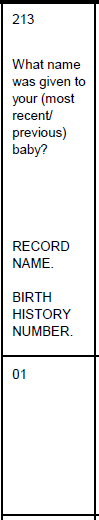 213
What name
was given to
your (most
recent/
previous)
baby?
RECORD
NAME.
BIRTH
HISTORY
NUMBER.
01